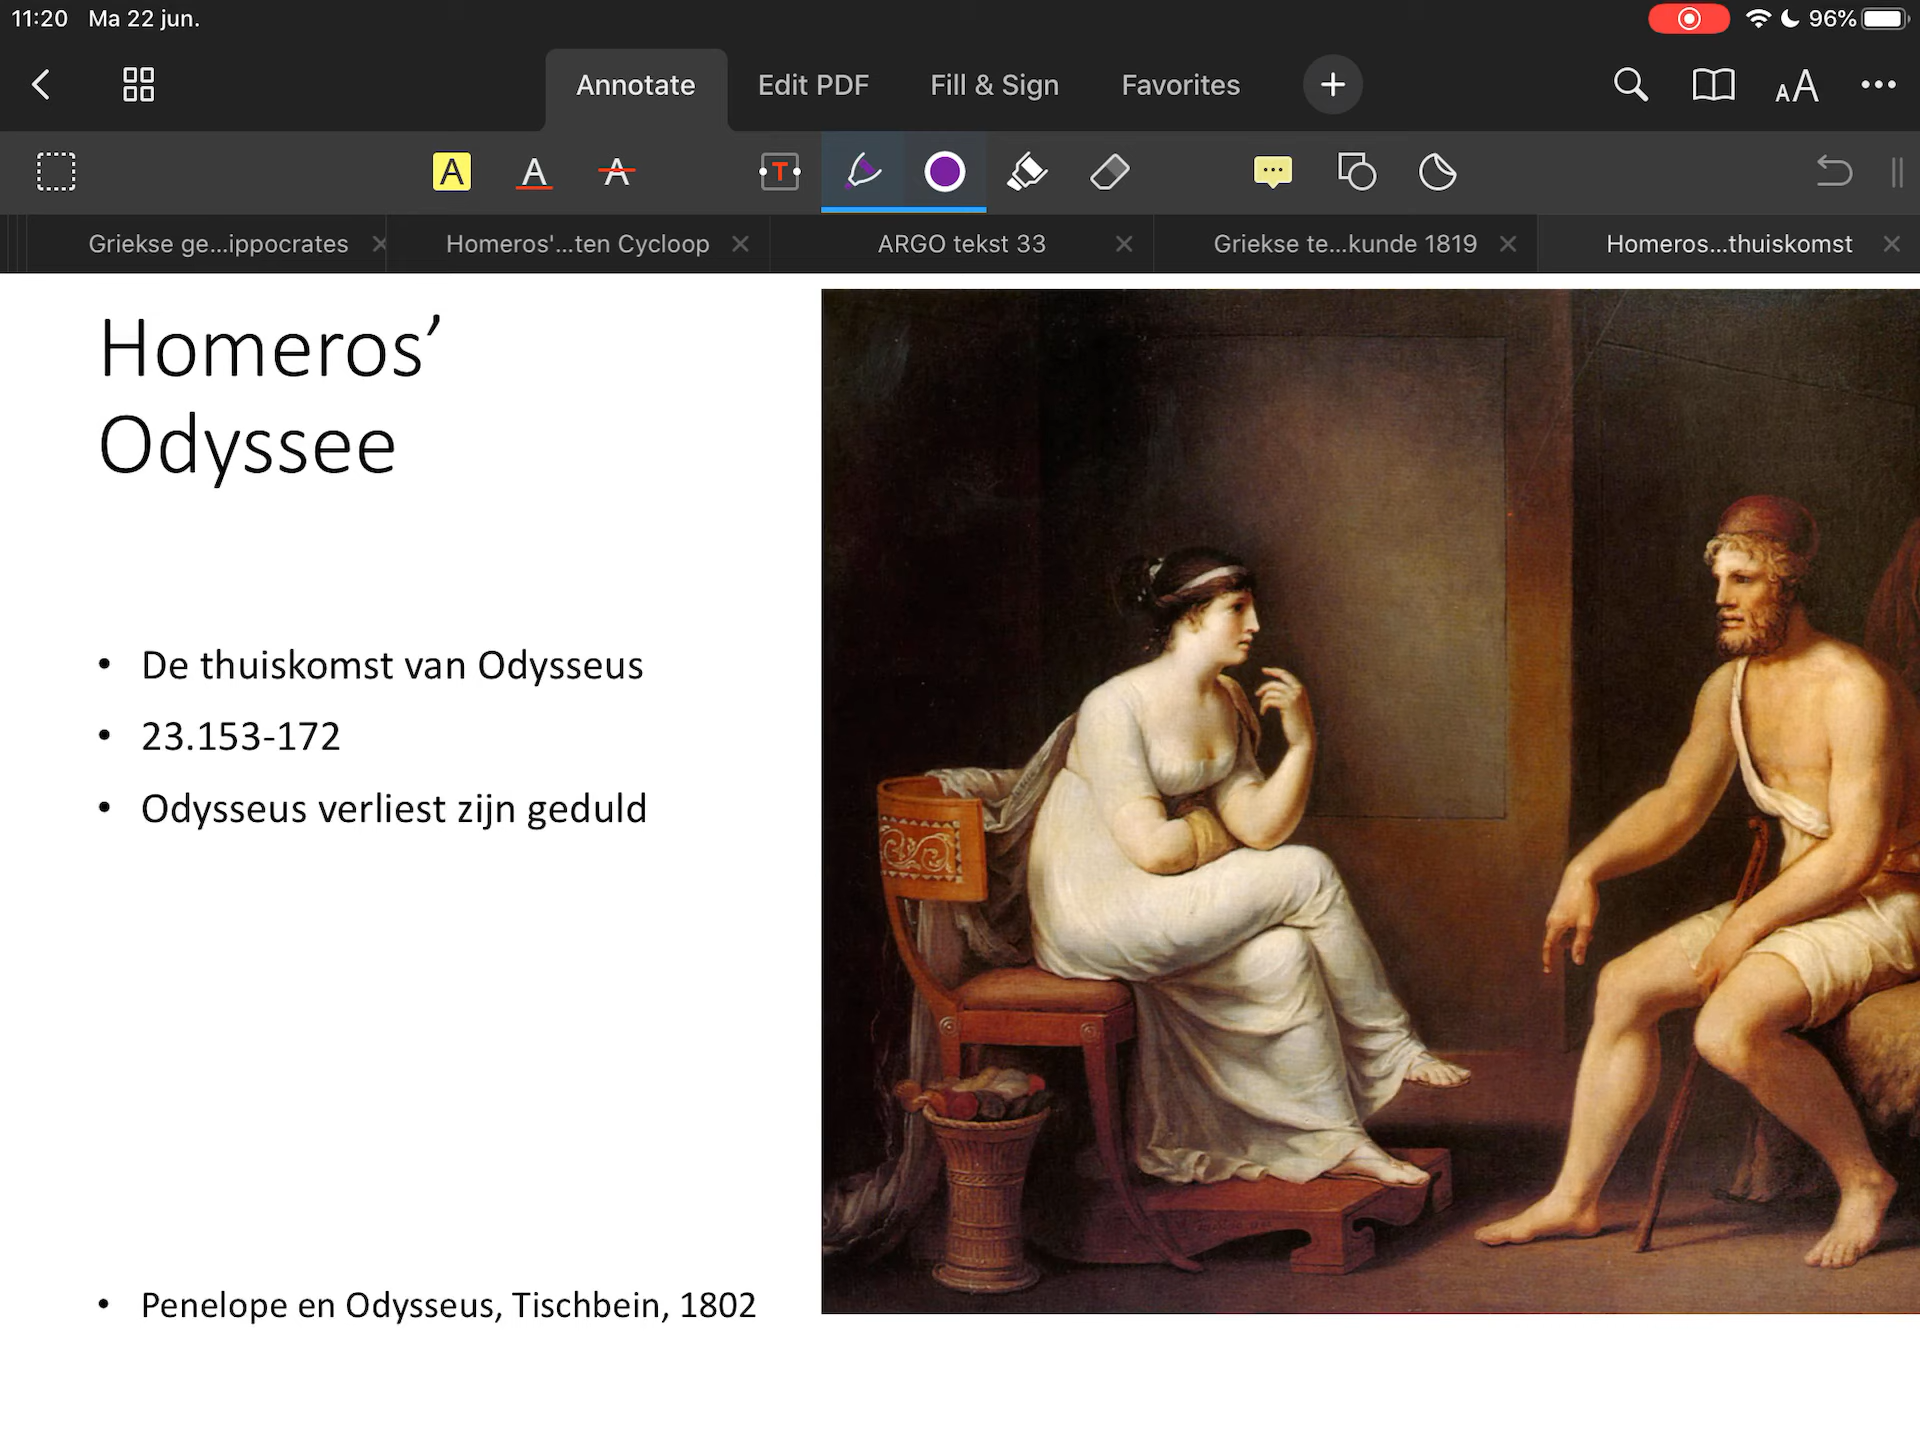 11:20 Ma 22 jun. 96%
Annotate Edit PDF Fill & Sign Favorites
AA
A A A T
Griekse ge...ippocrates Homeros'...ten Cycloop ARGO tekst 33 Griekse te...kunde 1819 Homeros...thuiskomst
Homeros’
Odyssee
• De thuiskomst van Odysseus
• 23.153-172
• Odysseus verliest zijn geduld
• Penelope en Odysseus, Tischbein, 1802